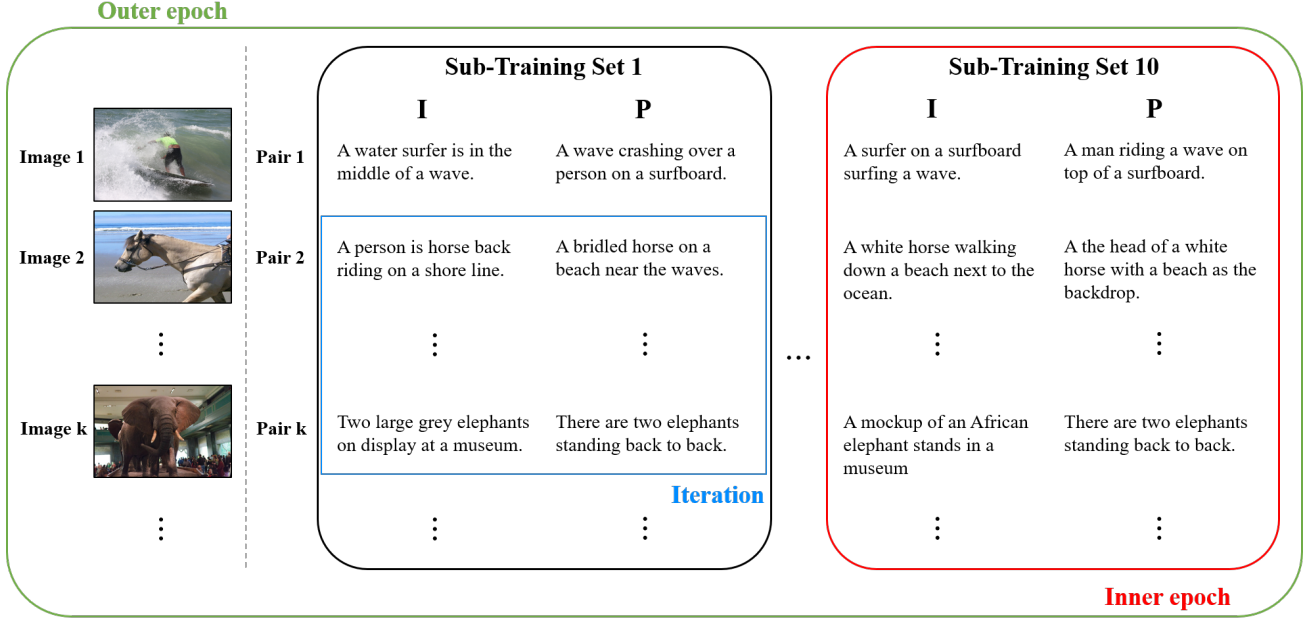 Outer epoch
Sub-Training Set 1
Sub-Training Set 10
I
P
I
P
Image 1
Pair 1
A water surfer is in the
middle of a wave.
A wave crashing over a
person on a surfboard.
A surfer on a surfboard
surfing a wave.
A man riding a wave on
top of a surfboard.
Image 2
Pair 2
A person is horse back
riding on a shore line.
A bridled horse on a
beach near the waves.
A white horse walking
down a beach next to the
ocean.
A the head of a white
horse with a beach as the
backdrop.
...
Image k
Pair k
Two large grey elephants
on display at a museum.
There are two elephants
standing back to back.
A mockup of an African
elephant stands in a
museum
There are two elephants
standing back to back.
Iteration
Inner epoch